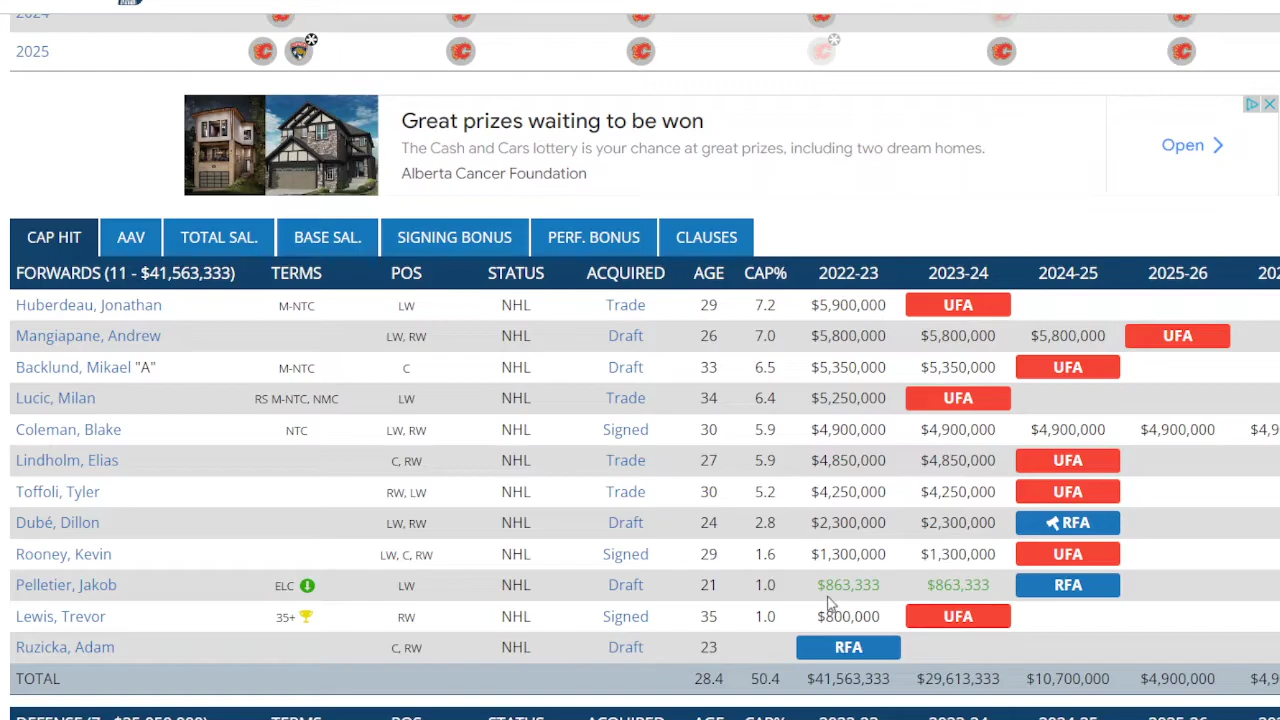 2024
2025
Great prizes waiting to be won
The Cash and Cars lottery is your chance at great prizes, including two dream homes.
Alberta Cancer Foundation
Open
CAP HIT AAV TOTAL SAL. BASE SAL. SIGNING BONUS PERF. BONUS CLAUSES
FORWARDS (11 - $41,563,333) TERMS POS STATUS ACQUIRED AGE CAP% 2022-23 2023-24 2024-25 2025-26 202
Huberdeau, Jonathan M-NTC LW NHL Trade 29 7.2 $5,900,000 UFA
Mangiapane, Andrew LW, RW NHL Draft 26 7.0 $5,800,000 $5,800,000 $5,800,000 UFA
Backlund, Mikael "A" M-NTC C NHL Draft 33 6.5 $5,350,000 $5,350,000 UFA
Lucic, Milan RS M-NTC, NMC LW NHL Trade 34 6.4 $5,250,000 UFA
Coleman, Blake NTC LW, RW NHL Signed 30 5.9 $4,900,000 $4,900,000 $4,900,000 $4,900,000 $4,9
Lindholm, Elias C, RW NHL Trade 27 5.9 $4,850,000 $4,850,000 UFA
Toffoli, Tyler RW, LW NHL Trade 30 5.2 $4,250,000 $4,250,000 UFA
Dubé, Dillon LW, RW NHL Draft 24 2.8 $2,300,000 $2,300,000 RFA
Rooney, Kevin LW, C, RW NHL Signed 29 1.6 $1,300,000 $1,300,000 UFA
Pelletier, Jakob ELC LW NHL Draft 21 1.0 $863,333 $863,333 RFA
Lewis, Trevor 35+ RW NHL Signed 35 1.0 $800,000 UFA
Ruzicka, Adam C, RW NHL Draft 23 RFA
TOTAL 28.4 50.4 $41,563,333 $29,613,333 $10,700,000 $4,900,000 $4,9